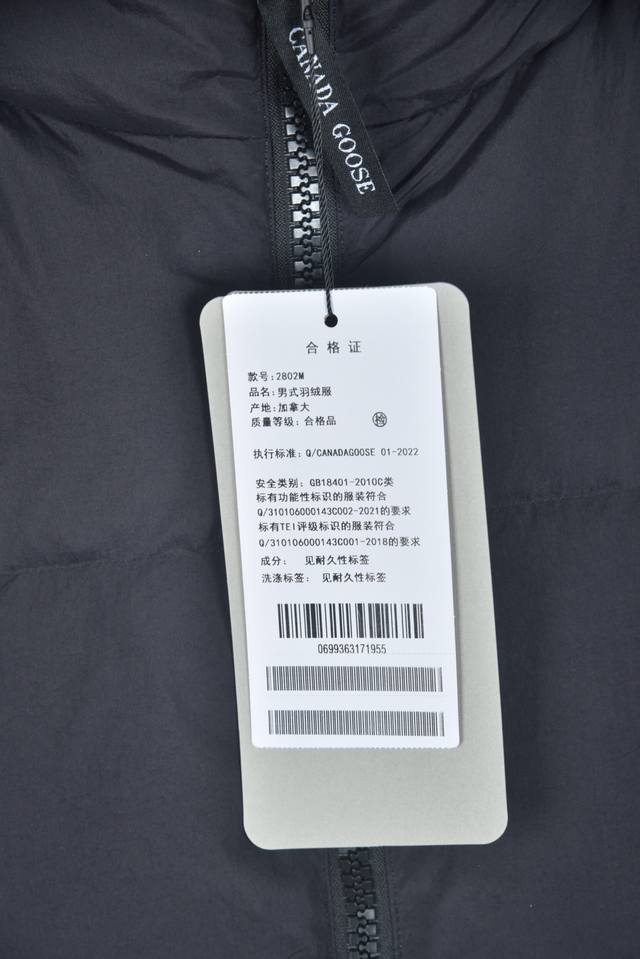 CANADA GOOSE
合格证
款号:2802M
品名:男式羽绒服
产地:加拿大
质量等级:合格品 检
执行标准: Q/CANADAGOOSE 01-2022
安全类别: GB18401-2010C类
标有功能性标识的服装符合
Q/310106000143C002-2021的要求
标有TEI评级标识的服装符合
Q/310106000143C001-2018的要求
成分: 见耐久性标签
洗涤标签: 见耐久性标签
0699363171955